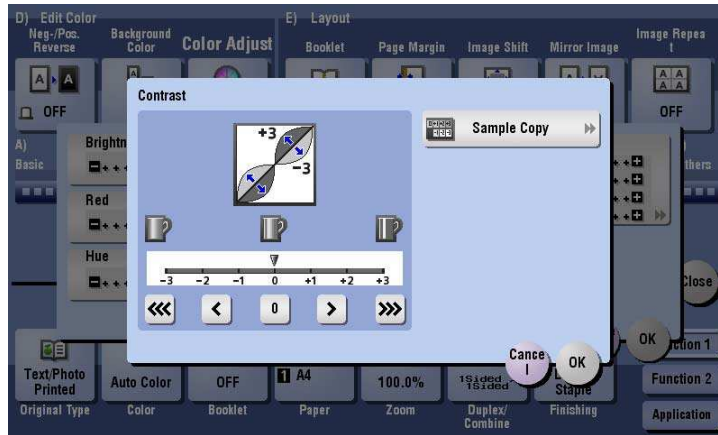 D) Edit Color
E) Layout
Neg-/Pos.
Reverse
Background
Color
Color Adjust
Booklet
Page Margin
Image Shift
Mirror Image
Image Repea
t
OFF
OFF
A)
Basic
thers
Brightn
Red
Hue
Contrast
+3
-3
Sample Copy
-3 -2 -1 0 +1 +2 +3
0
Cance
l
OK
OK
Close
Text/Photo
Printed
Auto Color
OFF
1 A4
100.0%
1Sided
1Sided
Staple
ction 1
Function 2
Original Type
Color
Booklet
Paper
Zoom
Duplex/
Combine
Finishing
Application